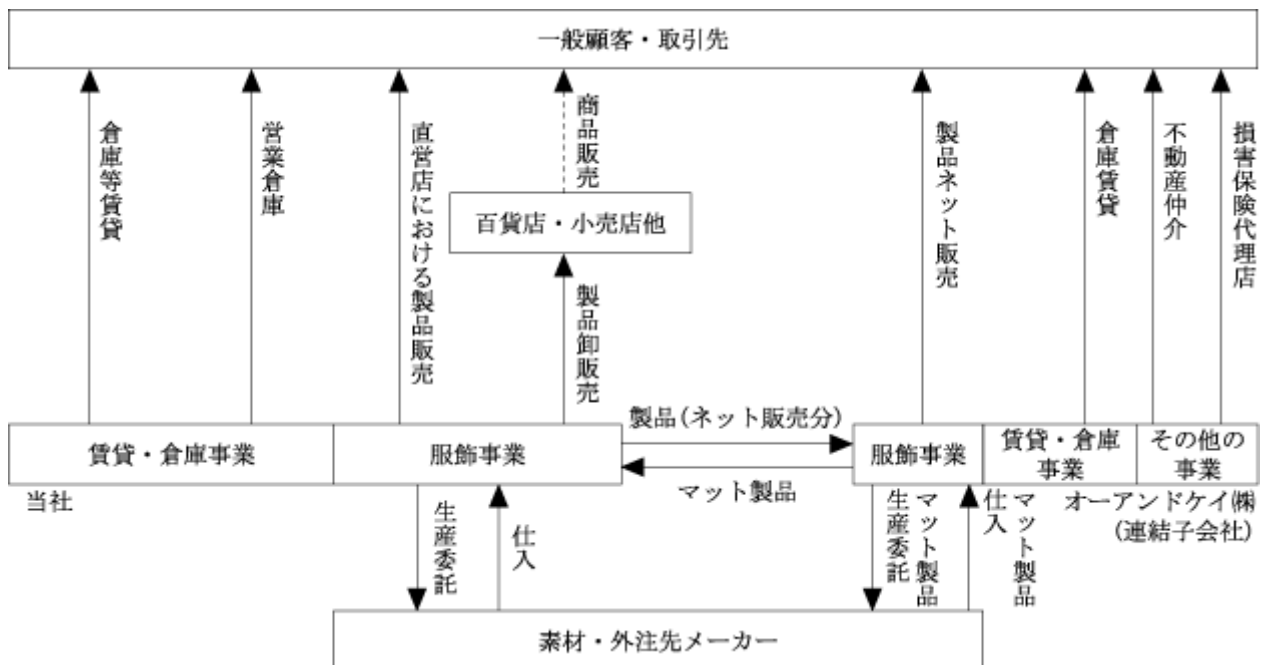 一般顧客・取引先
倉庫等賃貸
営業倉庫
直営店における製品販売
商品販売
製品ネット販売
倉庫賃貸
不動産仲介
損害保険代理店
百貨店・小売店他
製品卸販売
製品(ネット販売分)
賃貸・倉庫事業
服飾事業
服飾事業
賃貸・倉庫
事業
その他の
事業
マット製品
当社
オーアンドケイ㈱
(連結子会社)
生産委託
仕入
マット製品
生産委託
マット製品
仕入
素材・外注先メーカー